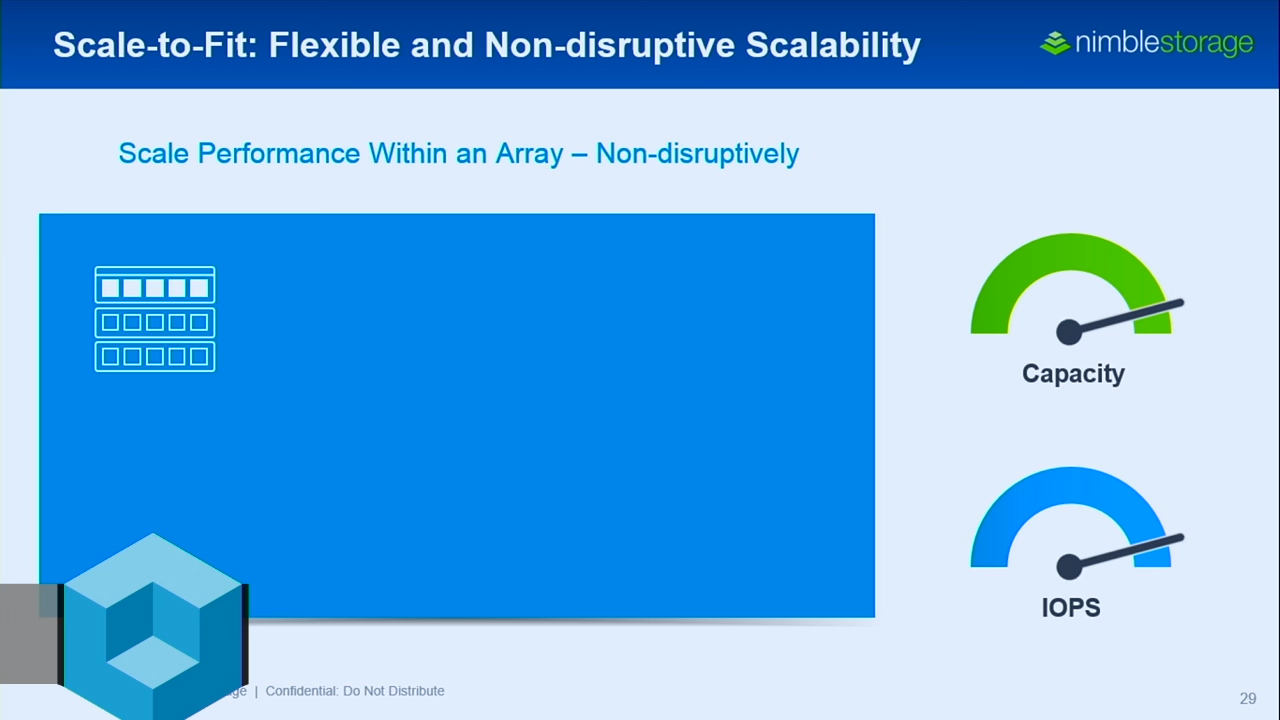 Scale-to-Fit: Flexible and Non-disruptive Scalability
nimblestorage
Scale Performance Within an Array – Non-disruptively
Capacity
IOPS
| Confidential: Do Not Distribute
29